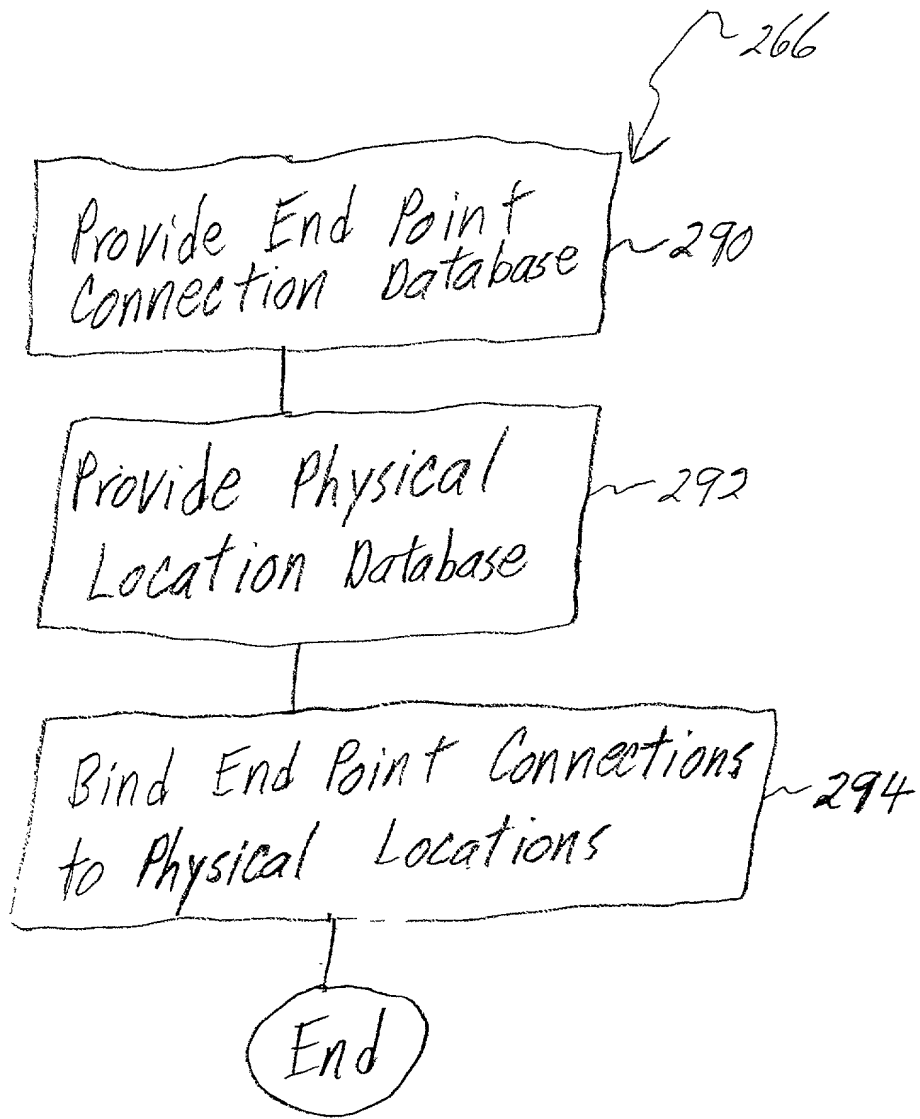 266
Provide End Point
Connection Database
290
Provide Physical
Location Database
292
Bind End Point Connections
to Physical Locations
294
End